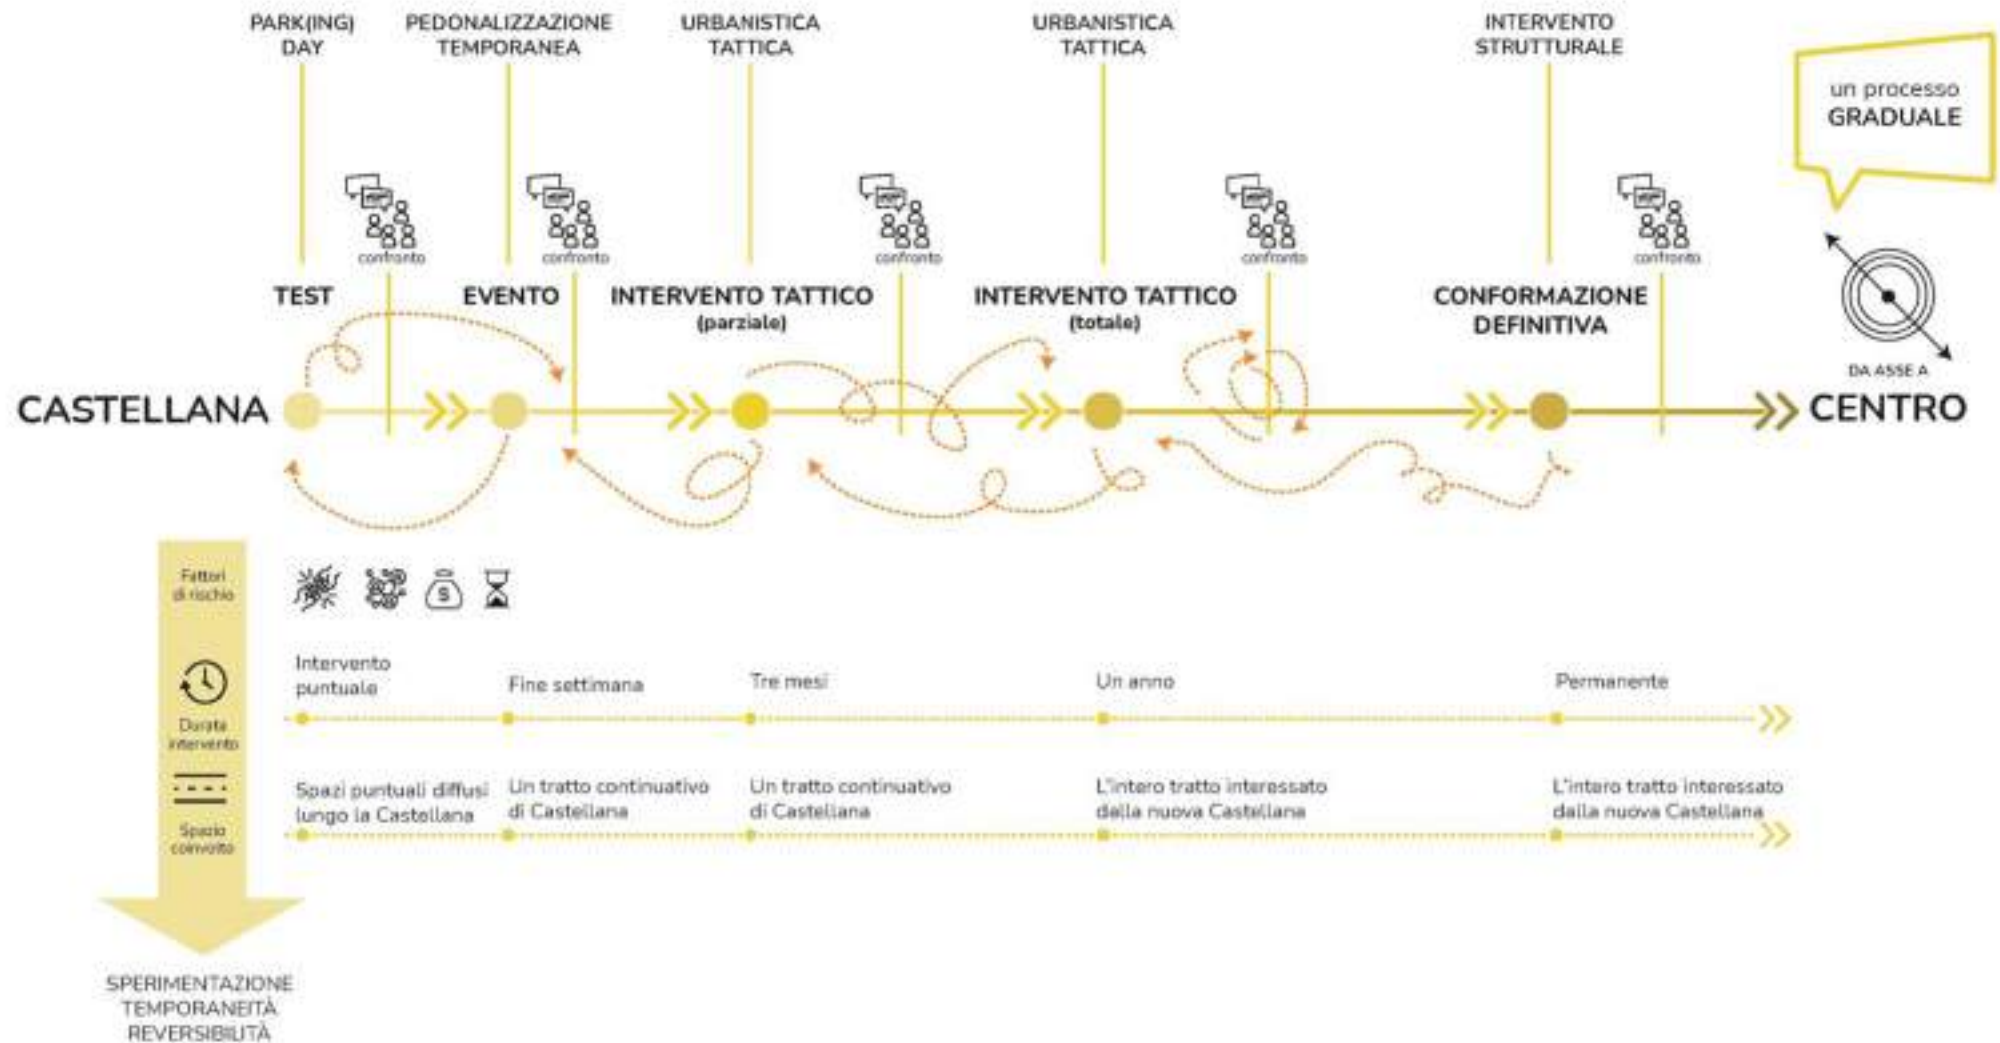 PARK(ING)
DAY
PEDONALIZZAZIONE
TEMPORANEA
URBANISTICA
TATTICA
URBANISTICA
TATTICA
INTERVENTO
STRUTTURALE
un processo
GRADUALE
confronto
confronto
confronto
confronto
confronto
TEST
EVENTO
INTERVENTO TATTICO
(parziale)
INTERVENTO TATTICO
(totale)
CONFORMAZIONE
DEFINITIVA
DA ASSE A
CASTELLANA
CENTRO
Fattori
di rischio
$
Durata
intervento
Intervento
puntuale
Fine settimana
Tre mesi
Un anno
Permanente
Spazio
coinvolto
Spazi puntuali diffusi
lungo la Castellana
Un tratto continuativo
di Castellana
Un tratto continuativo
di Castellana
L'intero tratto interessato
dalla nuova Castellana
L'intero tratto interessato
dalla nuova Castellana
SPERIMENTAZIONE
TEMPORANEITÀ
REVERSIBILITÀ